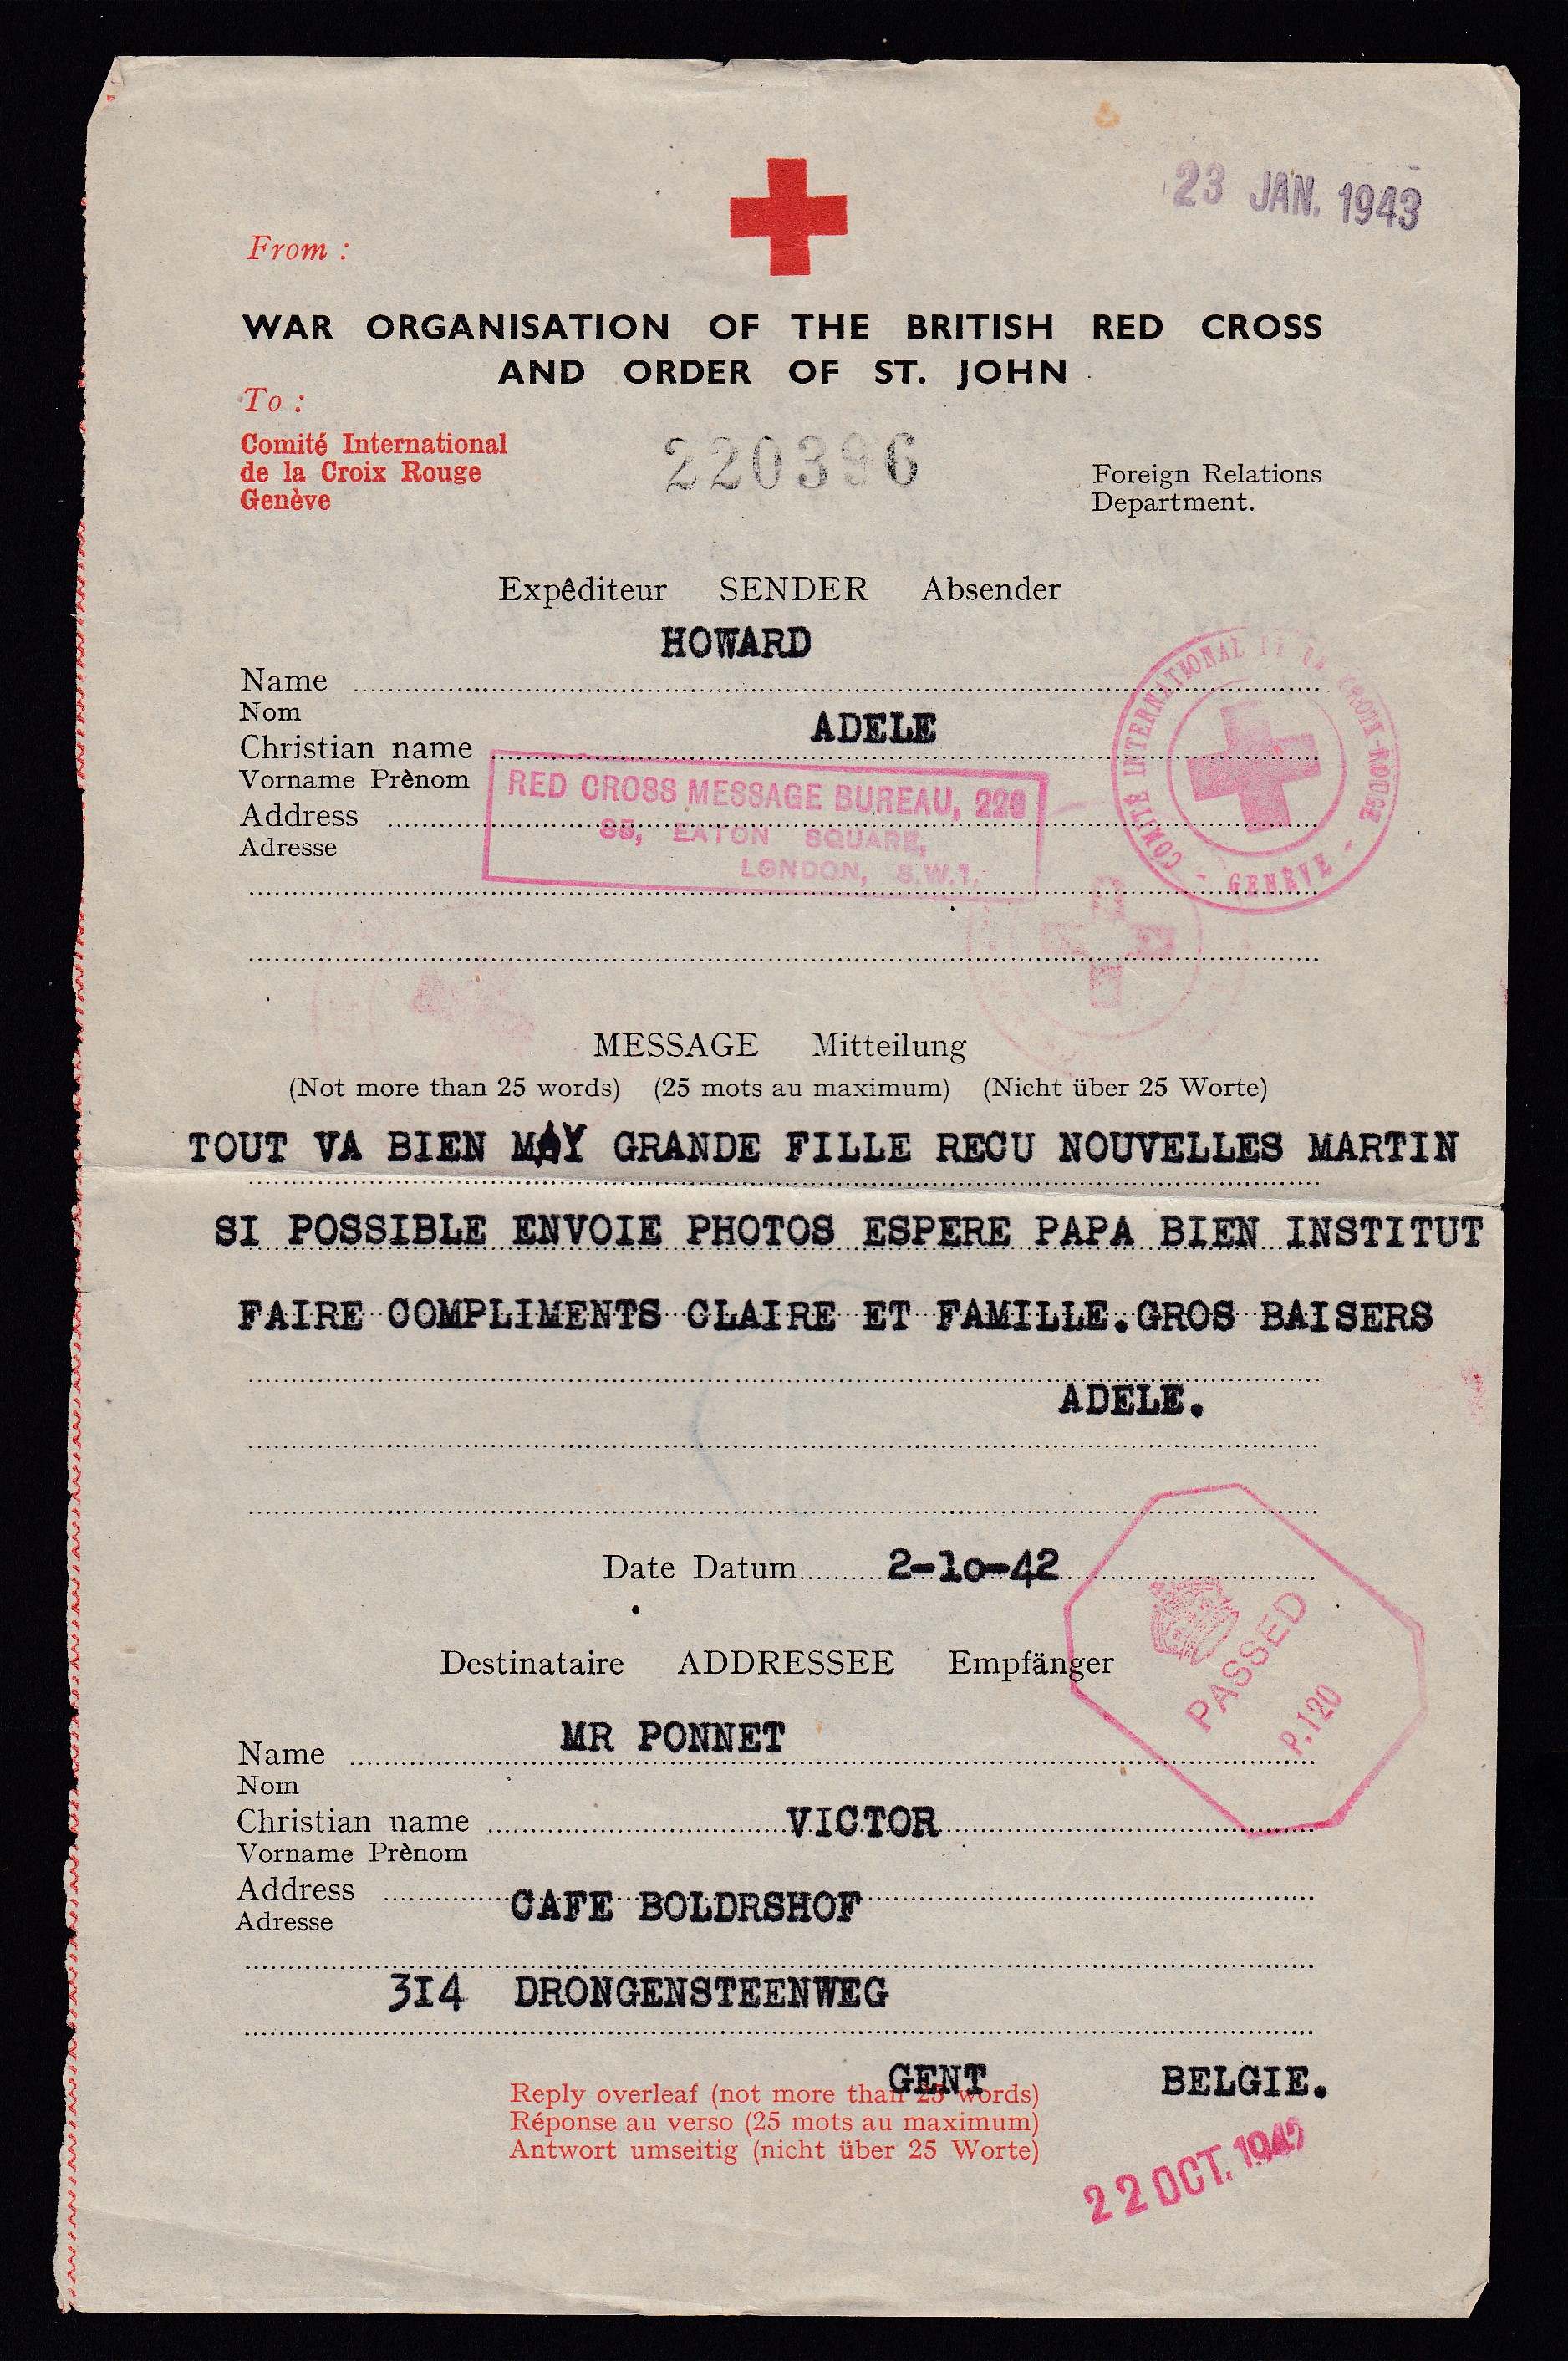 23 JAN. 1943
From :
WAR ORGANISATION OF THE BRITISH RED CROSS
AND ORDER OF ST. JOHN
To :
Comité International
de la Croix Rouge
Genève
220396
Foreign Relations
Department.
Expêditeur SENDER Absender
HOWARD
Name
Nom
ADELE
Christian name
Vorname Prènom
Address
Adresse
RED CROSS MESSAGE BUREAU, 226
85, EATON SQUARE,
LONDON, S.W.1.
COMITÉ INTERNATIONAL DE LA CROIX-ROUGE
- GENÈVE -
MESSAGE Mitteilung
(Not more than 25 words) (25 mots au maximum) (Nicht über 25 Worte)
TOUT VA BIEN MAY GRANDE FILLE RECU NOUVELLES MARTIN
SI POSSIBLE ENVOIE PHOTOS ESPERE PAPA BIEN INSTITUT
FAIRE COMPLIMENTS CLAIRE ET FAMILLE.GROS BAISERS
ADELE.
Date Datum 2-10-42
Destinataire ADDRESSEE Empfänger
PASSED
P.120
MR PONNET
Name
Nom
Christian name VICTOR
Vorname Prènom
Address CAFE BOLDRSHOF
Adresse
3I4 DRONGENSTEENWEG
GENT BELGIE.
Reply overleaf (not more than 25 words)
Réponse au verso (25 mots au maximum)
Antwort umseitig (nicht über 25 Worte)
22 OCT. 1942